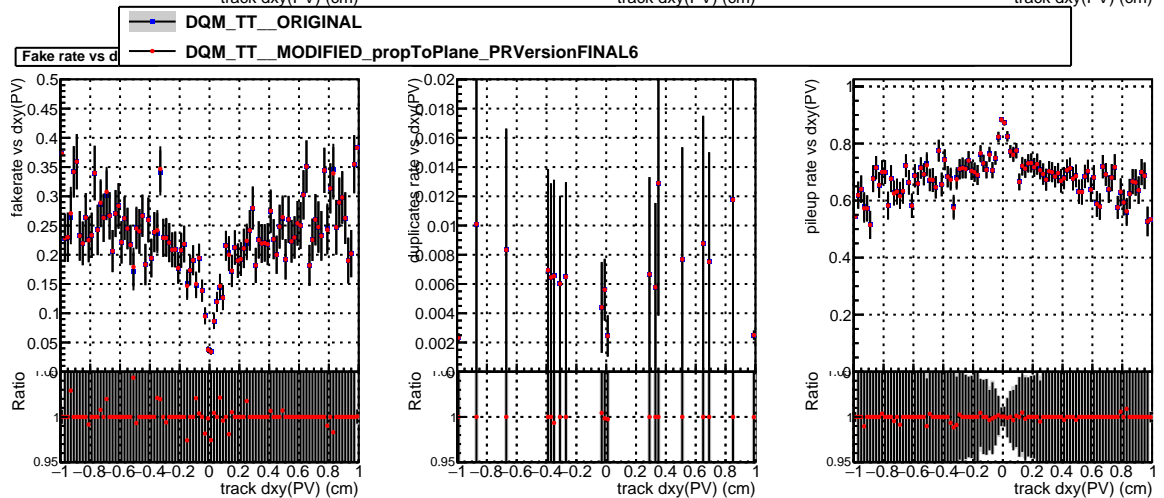 track dxy(PV) (cm) track dxy(PV) (cm) track dxy(PV) (cm)
DQM_TT__ORIGINAL
DQM_TT__MODIFIED_propToPlane_PRVersionFINAL6
Fake rate vs d
fakerate vs dxy(PV)
0.5
0.45
0.4
0.35
0.3
0.25
0.2
0.15
0.1
0.05
0
Ratio
1
0.95
−1 −0.8 −0.6 −0.4 −0.2 0 0.2 0.4 0.6 0.8 1
track dxy(PV) (cm)
duplicates rate vs dxy(PV)
0.02
0.018
0.016
0.014
0.012
0.01
0.008
0.006
0.004
0.002
0
Ratio
1
0.95
−1 −0.8 −0.6 −0.4 −0.2 0 0.2 0.4 0.6 0.8 1
track dxy(PV) (cm)
pileup rate vs dxy(PV)
1
0.8
0.6
0.4
0.2
0
Ratio
1
0.95
−1 −0.8 −0.6 −0.4 −0.2 0 0.2 0.4 0.6 0.8 1
track dxy(PV) (cm)